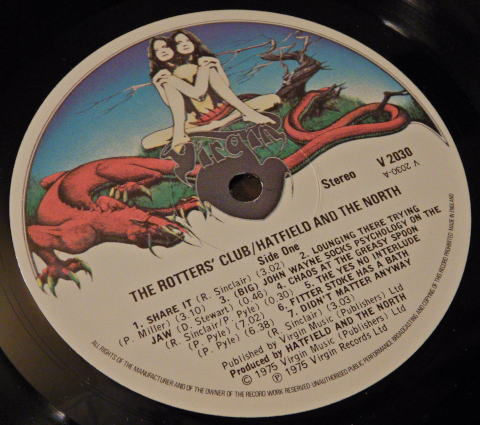 Virgin
Stereo
V 2030
V 2030-A
THE ROTTERS' CLUB/HATFIELD AND THE NORTH
Side One
1. SHARE IT (R. Sinclair) (3.02) 2. LOUNGING THERE TRYING
(P. Miller) (3.10) 3. (BIG) JOHN WAYNE SOCKS PSYCHOLOGY ON THE
JAW (D. Stewart) (0.46) 4. CHAOS AT THE GREASY SPOON
(R. Sinclair/P. Pyle) (0.30) 5. THE YES NO INTERLUDE
(P. Pyle) (7.02) 6. FITTER STOKE HAS A BATH
(P. Pyle) (6.38) 7. DIDN'T MATTER ANYWAY
(R. Sinclair) (3.03)
Published by Virgin Music (Publishers) Ltd
Produced by HATFIELD AND THE NORTH
© 1975 Virgin Music (Publishers) Ltd
℗ 1975 Virgin Records Ltd
ALL RIGHTS OF THE MANUFACTURER AND OF THE OWNER OF THE RECORD WORK RESERVED. UNAUTHORISED PUBLIC PERFORMANCE, BROADCASTING AND COPYING OF THIS RECORD PROHIBITED. MADE IN ENGLAND